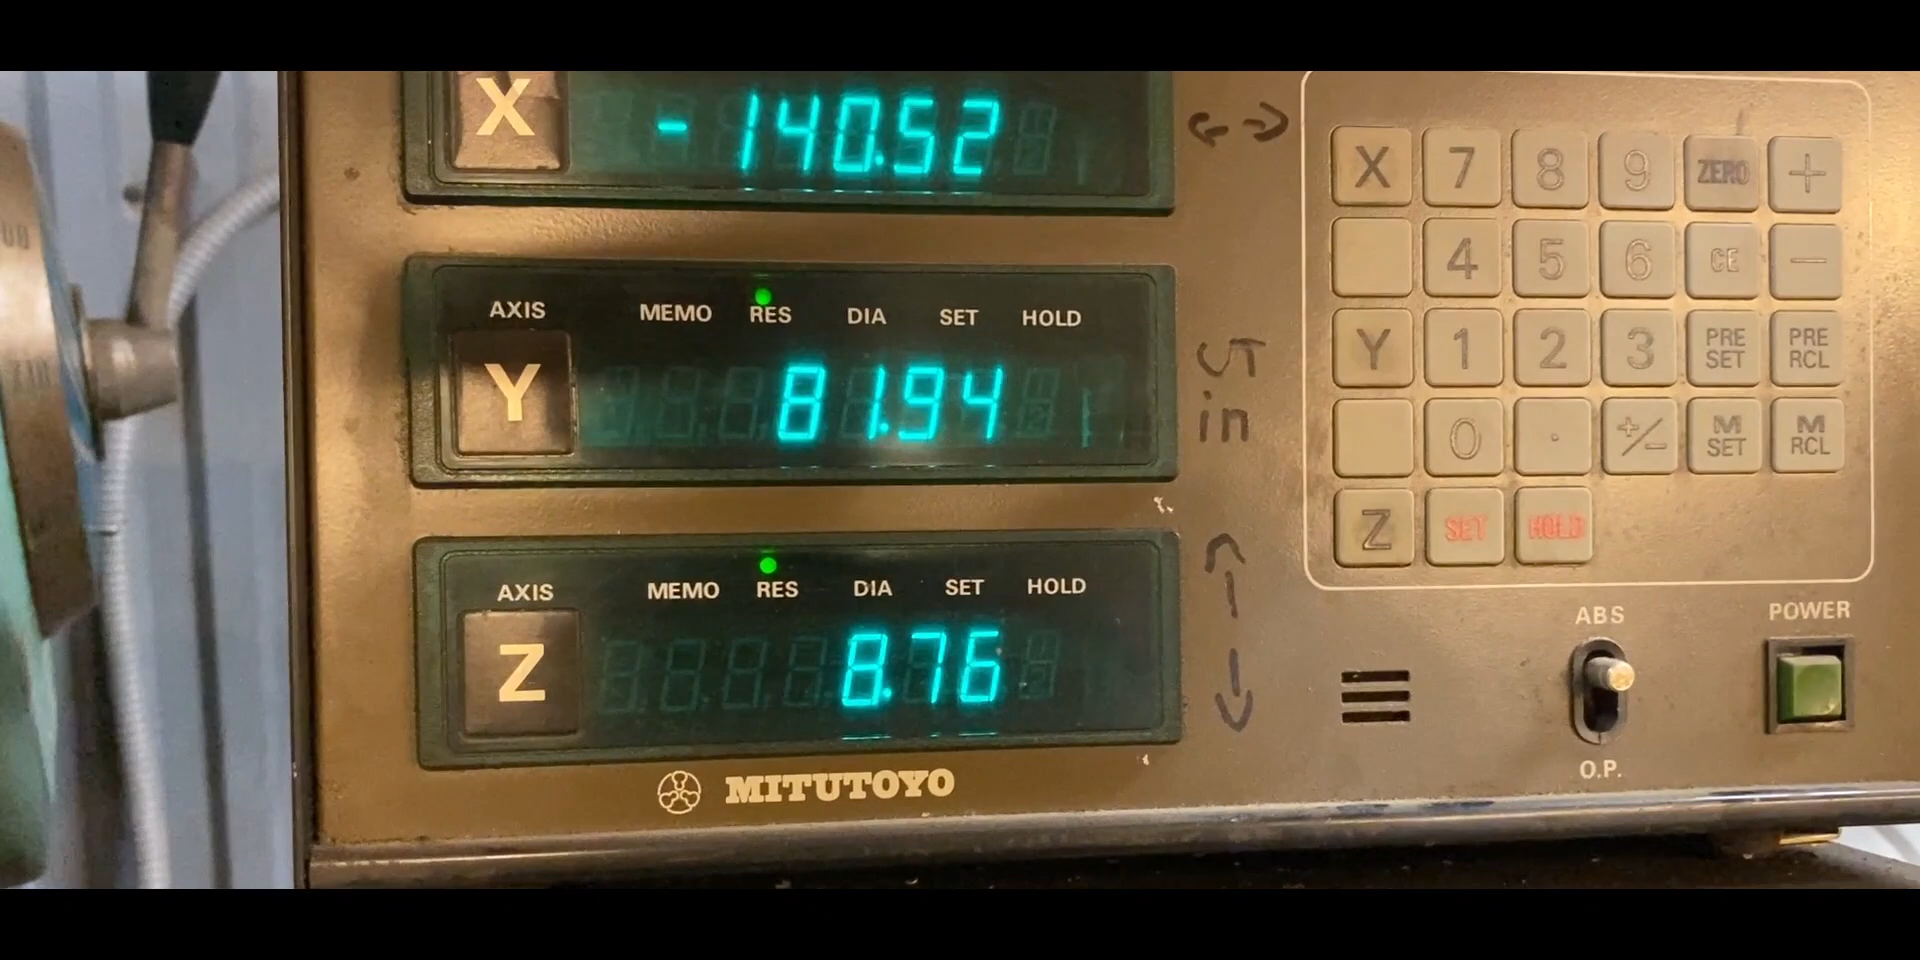 X -140.52
AXIS MEMO RES DIA SET HOLD
Y 81.94
in
AXIS MEMO RES DIA SET HOLD
Z 8.76
MITUTOYO
X 7 8 9 ZERO +
4 5 6 CE −
Y 1 2 3 PRE SET PRE RCL
0 . +/− M SET M RCL
Z SET HOLD
ABS
POWER
O.P.